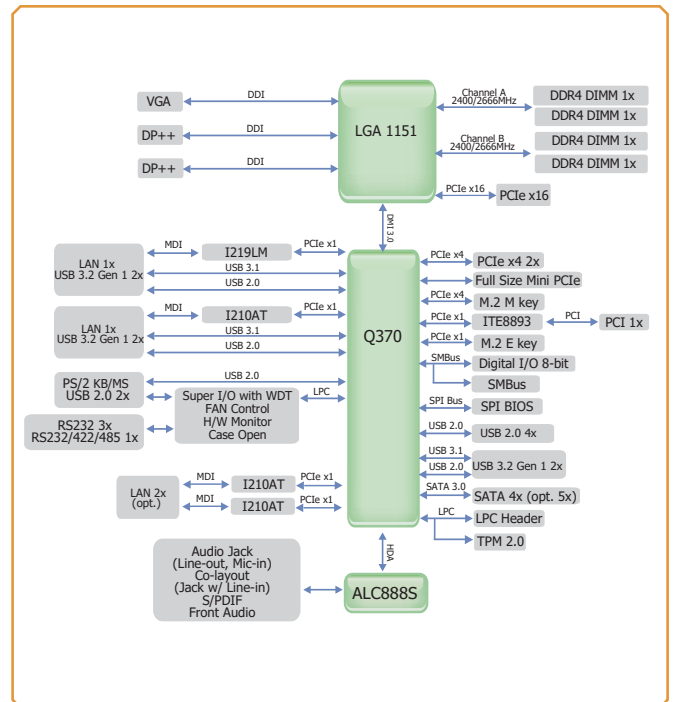 VGA
DDI
LGA 1151
Channel A
2400/2666MHz
DDR4 DIMM 1x
DDR4 DIMM 1x
DP++
DDI
Channel B
2400/2666MHz
DDR4 DIMM 1x
DDR4 DIMM 1x
DP++
DDI
PCIe x16
PCIe x16
DMI 3.0
LAN 1x
USB 3.2 Gen 1 2x
MDI
I219LM
PCIe x1
USB 3.1
USB 2.0
LAN 1x
USB 3.2 Gen 1 2x
MDI
I210AT
PCIe x1
USB 3.1
USB 2.0
PS/2 KB/MS
USB 2.0 2x
USB 2.0
RS232 3x
RS232/422/485 1x
Super I/O with WDT
FAN Control
H/W Monitor
Case Open
LPC
LAN 2x
(opt.)
MDI
I210AT
PCIe x1
MDI
I210AT
PCIe x1
Q370
PCIe x4
PCIe x4 2x
Full Size Mini PCIe
PCIe x4
M.2 M key
PCIe x1
ITE8893
PCI
PCI 1x
PCIe x1
M.2 E key
SMBus
Digital I/O 8-bit
SMBus
SPI Bus
SPI BIOS
USB 2.0
USB 2.0 4x
USB 3.1
USB 2.0
USB 3.2 Gen 1 2x
SATA 3.0
SATA 4x (opt. 5x)
LPC
LPC Header
TPM 2.0
HDA
Audio Jack
(Line-out, Mic-in)
Co-layout
(Jack w/ Line-in)
S/PDIF
Front Audio
ALC888S